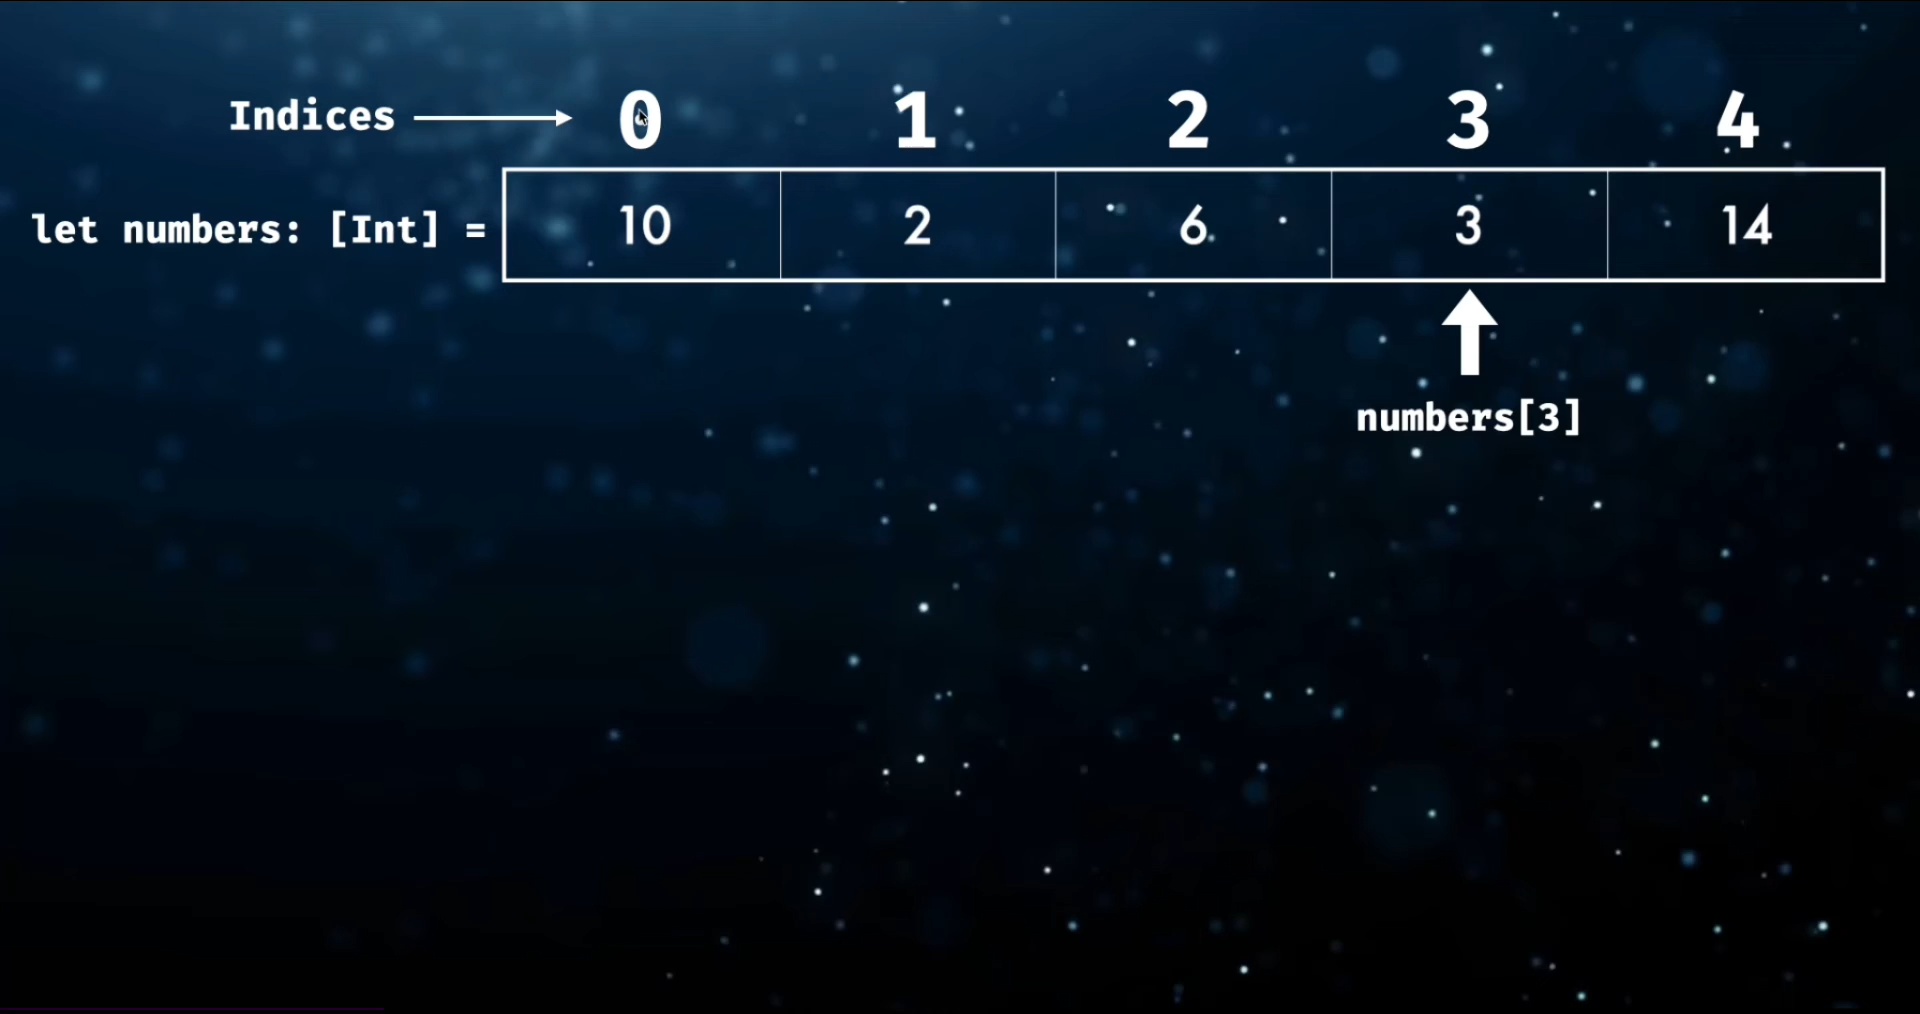 Indices 0 1 2 3 4
let numbers: [Int] = 10 2 6 3 14
numbers[3]